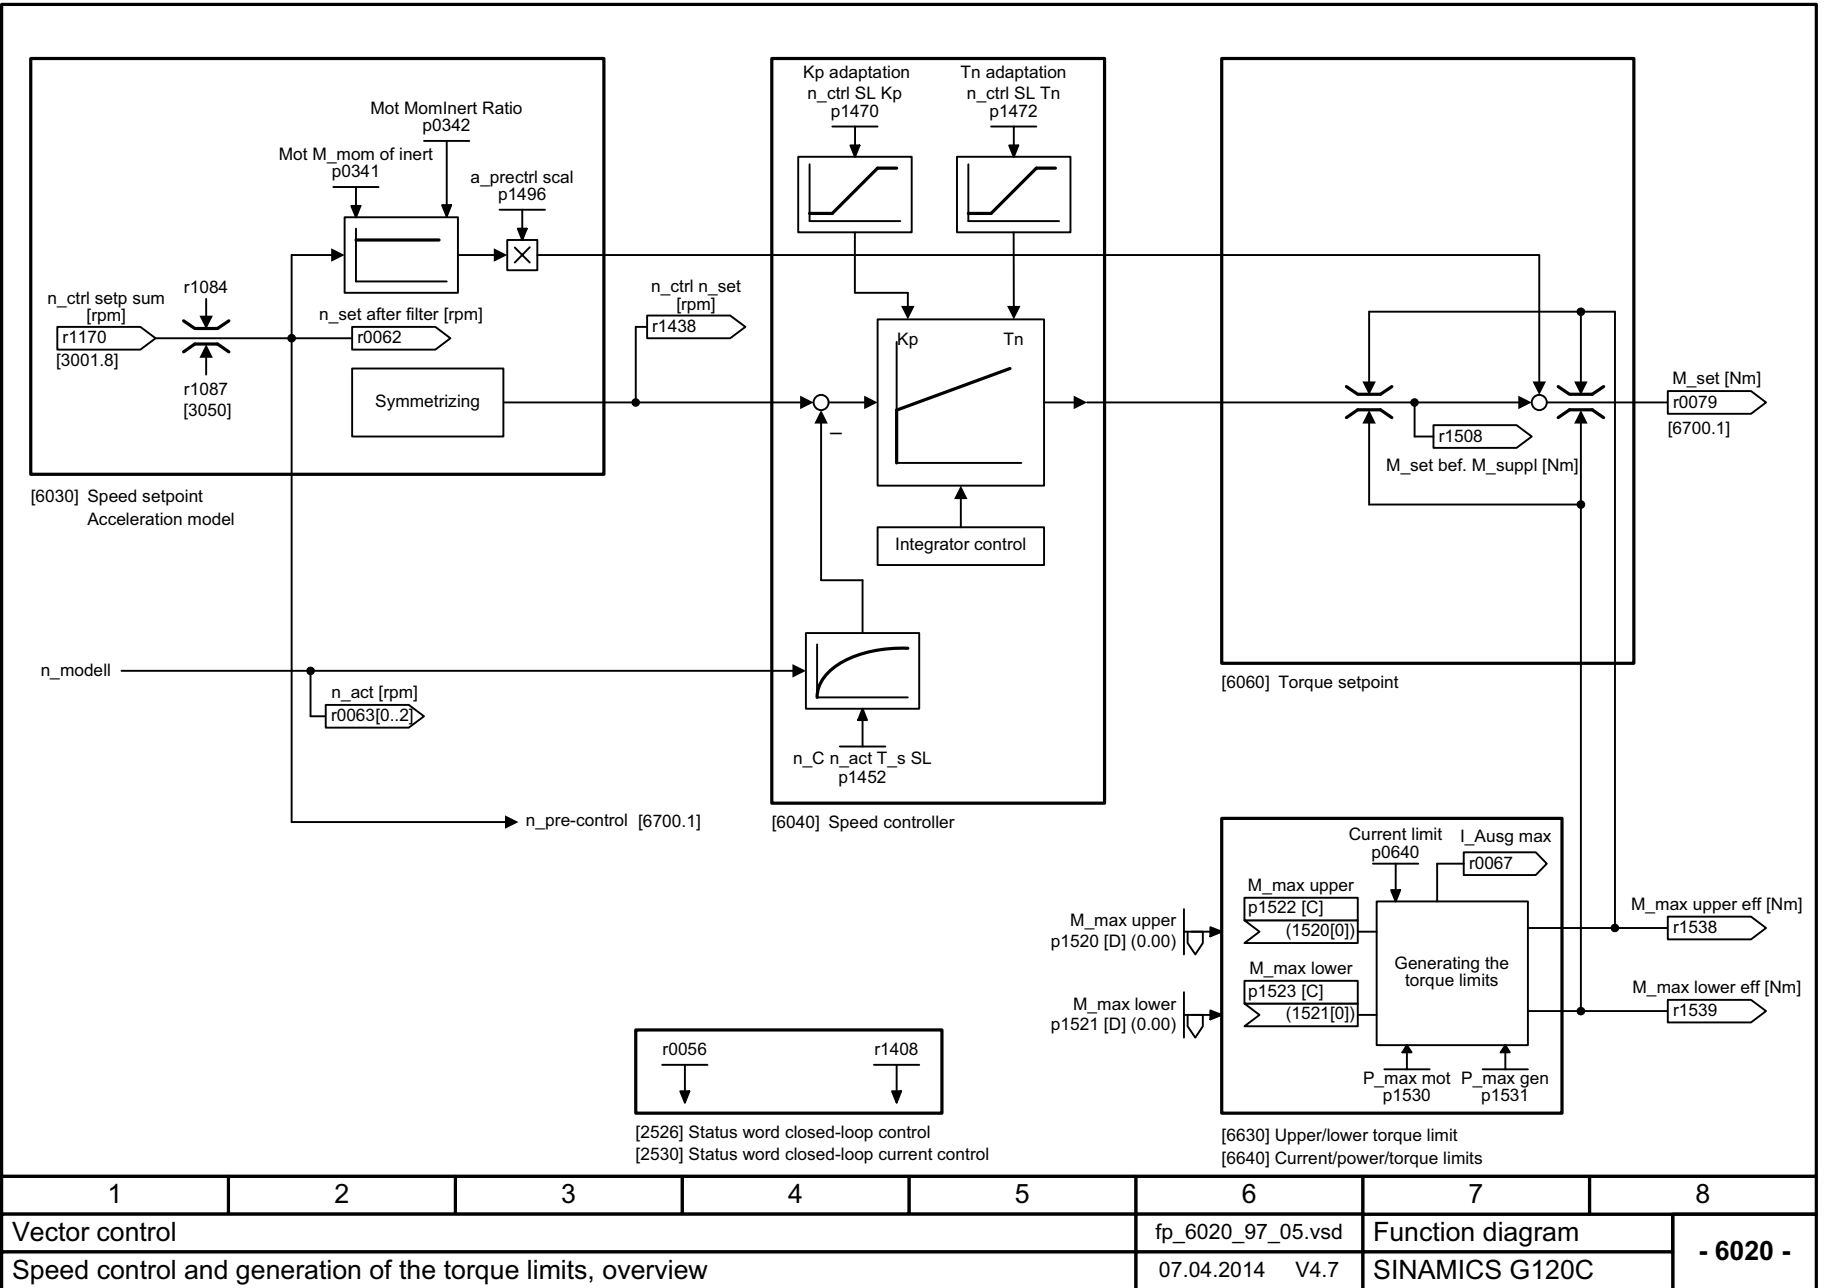 Mot MomInert Ratio
p0342
Mot M_mom of inert
p0341
a_prectrl scal
p1496
n_ctrl setp sum
[rpm]
r1170
[3001.8]
r1084
r1087
[3050]
n_set after filter [rpm]
r0062
Symmetrizing
n_ctrl n_set
[rpm]
r1438
[6030] Speed setpoint
Acceleration model
Kp adaptation
n_ctrl SL Kp
p1470
Tn adaptation
n_ctrl SL Tn
p1472
Kp
Tn
–
Integrator control
n_modell
n_act [rpm]
r0063[0..2]
n_C n_act T_s SL
p1452
n_pre-control [6700.1]
[6040] Speed controller
r1508
M_set bef. M_suppl [Nm]
M_set [Nm]
r0079
[6700.1]
[6060] Torque setpoint
Current limit
p0640
I_Ausg max
r0067
M_max upper
p1520 [D] (0.00)
M_max upper
p1522 [C]
(1520[0])
M_max lower
p1521 [D] (0.00)
M_max lower
p1523 [C]
(1521[0])
Generating the
torque limits
M_max upper eff [Nm]
r1538
M_max lower eff [Nm]
r1539
P_max mot
p1530
P_max gen
p1531
[6630] Upper/lower torque limit
[6640] Current/power/torque limits
r0056
r1408
[2526] Status word closed-loop control
[2530] Status word closed-loop current control
1 2 3 4 5 6 7 8
Vector control
Speed control and generation of the torque limits, overview
fp_6020_97_05.vsd
07.04.2014 V4.7
Function diagram
SINAMICS G120C
- 6020 -